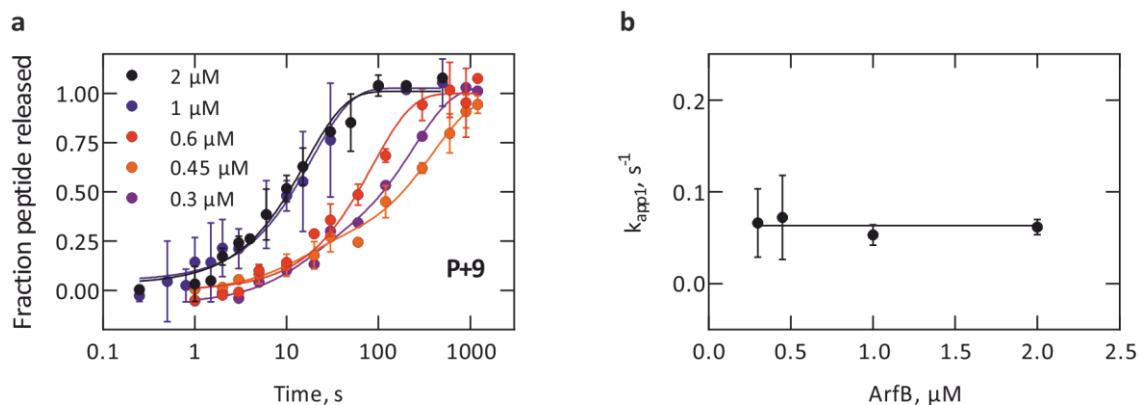 a
Fraction peptide released
1.00
0.75
0.50
0.25
0.00
2 μM
1 μM
0.6 μM
0.45 μM
0.3 μM
P+9
0.1 1 10 100 1000
Time, s
b
k_app1, s⁻¹
0.2
0.1
0.0
0.0 0.5 1.0 1.5 2.0 2.5
ArfB, μM